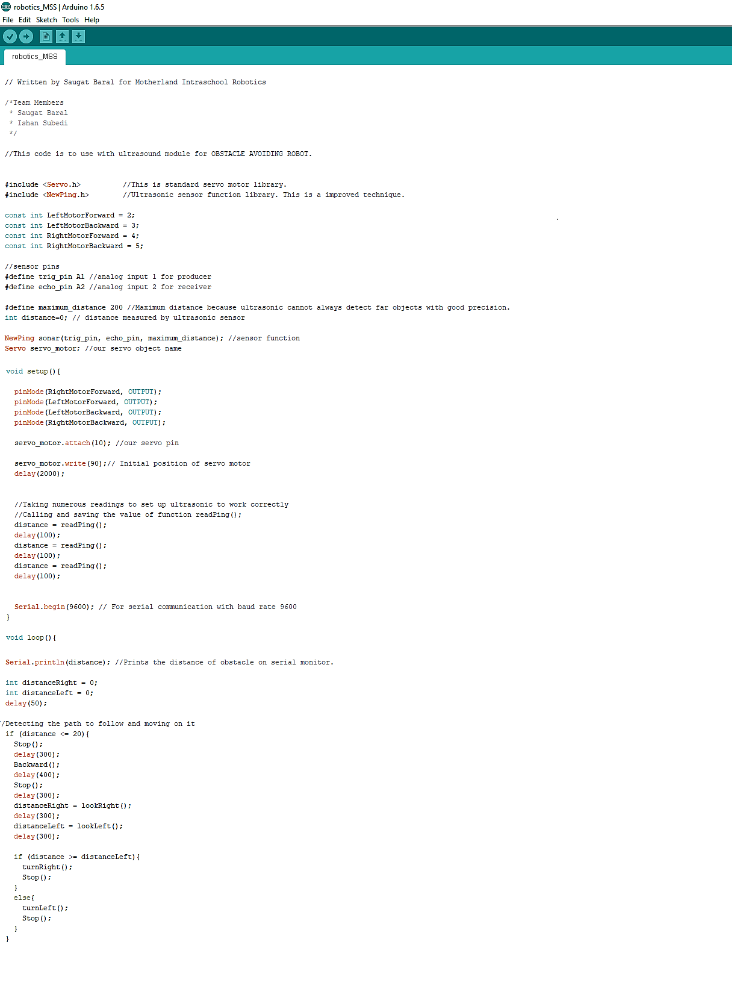 robotics_MSS | Arduino 1.6.5
File Edit Sketch Tools Help
robotics_MSS
// Written by Saugat Baral for Motherland Intraschool Robotics
/*Team Members
 * Saugat Baral
 * Ishan Subedi
 */
//This code is to use with ultrasound module for OBSTACLE AVOIDING ROBOT.
#include <Servo.h>          //This is standard servo motor library.
#include <NewPing.h>        //Ultrasonic sensor function library. This is a improved technique.
const int LeftMotorForward = 2;
const int LeftMotorBackward = 3;
const int RightMotorForward = 4;
const int RightMotorBackward = 5;
//sensor pins
#define trig_pin A1 //analog input 1 for producer
#define echo_pin A2 //analog input 2 for receiver
#define maximum_distance 200 //Maximum distance because ultrasonic cannot always detect far objects with good precision.
int distance=0; // distance measured by ultrasonic sensor
NewPing sonar(trig_pin, echo_pin, maximum_distance); //sensor function
Servo servo_motor; //our servo object name
void setup(){
  pinMode(RightMotorForward, OUTPUT);
  pinMode(LeftMotorForward, OUTPUT);
  pinMode(LeftMotorBackward, OUTPUT);
  pinMode(RightMotorBackward, OUTPUT);
  servo_motor.attach(10); //our servo pin
  servo_motor.write(90);// Initial position of servo motor
  delay(2000);
  //Taking numerous readings to set up ultrasonic to work correctly
  //Calling and saving the value of function readPing();
  distance = readPing();
  delay(100);
  distance = readPing();
  delay(100);
  distance = readPing();
  delay(100);
  Serial.begin(9600); // For serial communication with baud rate 9600
}
void loop(){
Serial.println(distance); //Prints the distance of obstacle on serial monitor.
int distanceRight = 0;
int distanceLeft = 0;
delay(50);
//Detecting the path to follow and moving on it
if (distance <= 20){
  Stop();
  delay(300);
  Backward();
  delay(400);
  Stop();
  delay(300);
  distanceRight = lookRight();
  delay(300);
  distanceLeft = lookLeft();
  delay(300);
  if (distance >= distanceLeft){
    turnRight();
    Stop();
  }
  else{
    turnLeft();
    Stop();
  }
}